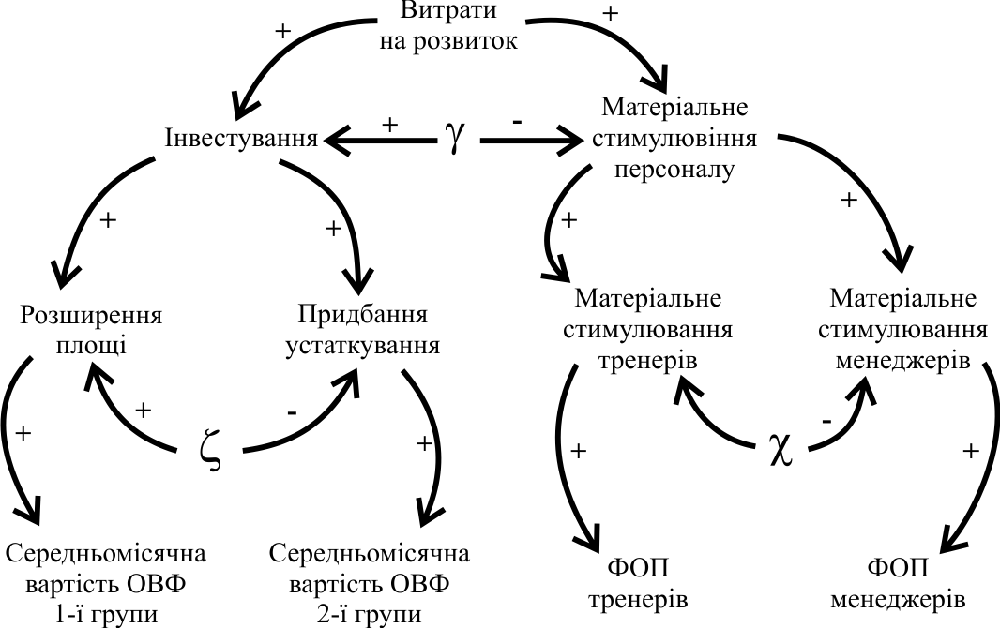 Витрати
на розвиток
+
+
Інвестування
+
γ
-
Матеріальне
стимулювіння
персоналу
+
+
+
+
Розширення
площі
Придбання
устаткування
Матеріальне
стимулювання
тренерів
Матеріальне
стимулювання
менеджерів
+
+
ζ
-
+
+
χ
-
+
Середньомісячна
вартість ОВФ
1-ї групи
Середньомісячна
вартість ОВФ
2-ї групи
ФОП
тренерів
ФОП
менеджерів